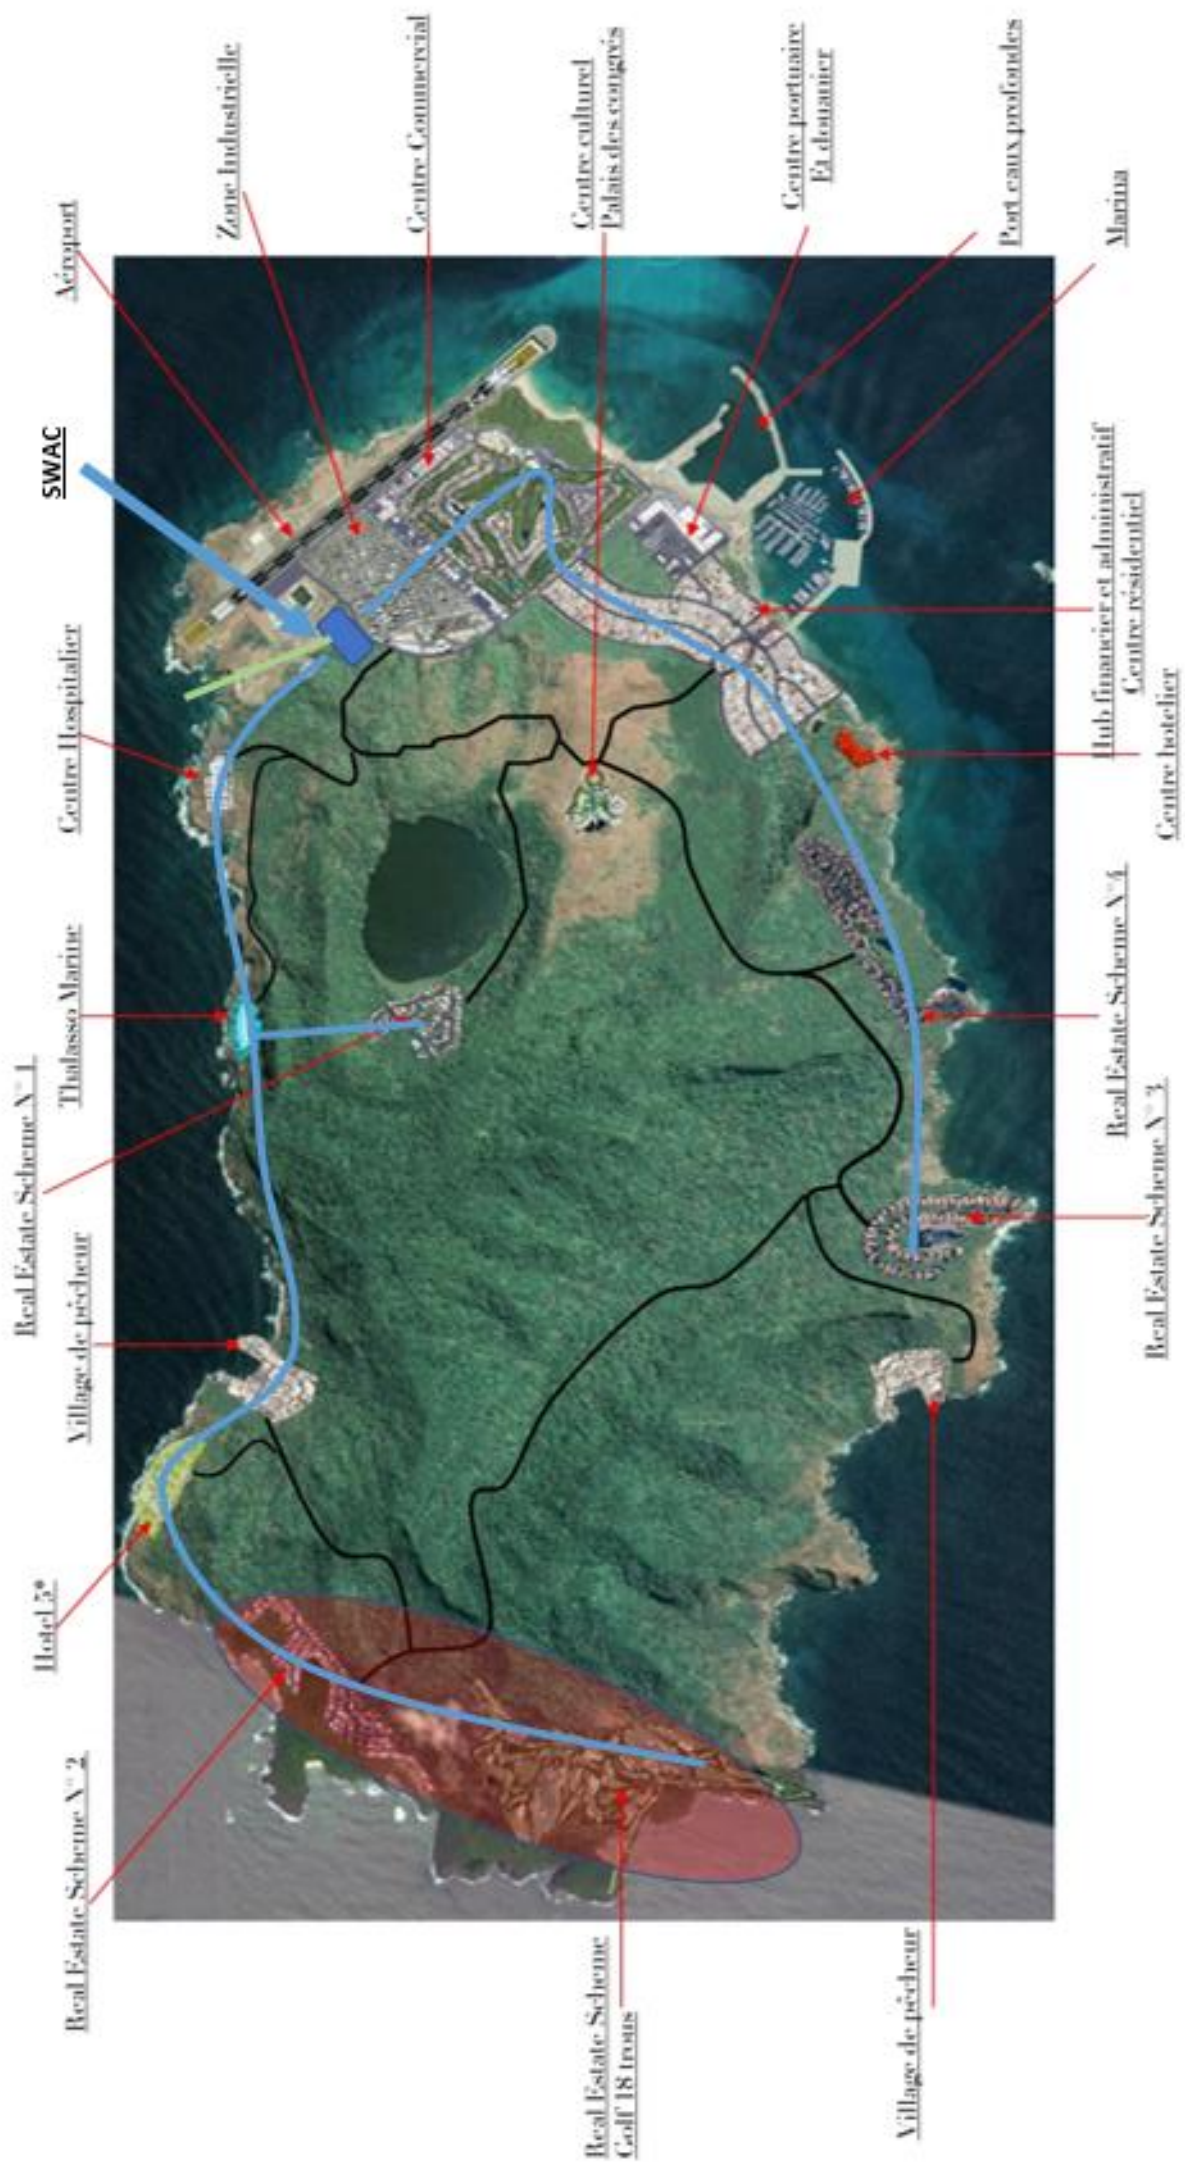 Aéroport
Zone Industrielle
Centre Commercial
Centre culturel
Palais des congrés
Centre portuaire
Et douanier
Port eaux profondes
Marina
SWAC
Centre Hospitalier
Hub financier et administratif
Centre résidentiel
Centre hotelier
Thalasso Marine
Real Estate Scheme N°4
Real Estate Scheme N° 1
Real Estate Scheme N° 3
Village de pêcheur
Hotel 5*
Real Estate Scheme N° 2
Real Estate Scheme
Golf 18 trous
Village de pêcheur